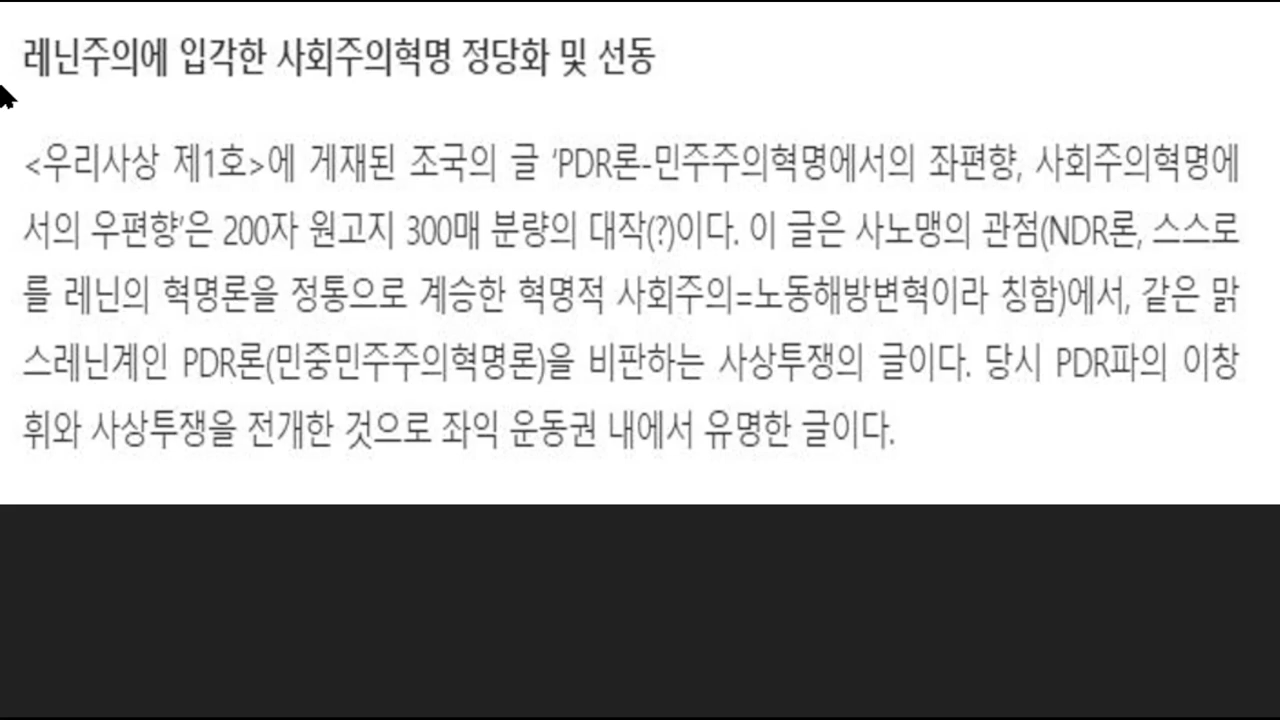 레닌주의에 입각한 사회주의혁명 정당화 및 선동
<우리사상 제1호>에 게재된 조국의 글 ‘PDR론-민주주의혁명에서의 좌편향, 사회주의혁명에
서의 우편향’은 200자 원고지 300매 분량의 대작(?)이다. 이 글은 사노맹의 관점(NDR론, 스스로
를 레닌의 혁명론을 정통으로 계승한 혁명적 사회주의=노동해방변혁이라 칭함)에서, 같은 맑
스레닌계인 PDR론(민중민주주의혁명론)을 비판하는 사상투쟁의 글이다. 당시 PDR파의 이창
휘와 사상투쟁을 전개한 것으로 좌익 운동권 내에서 유명한 글이다.